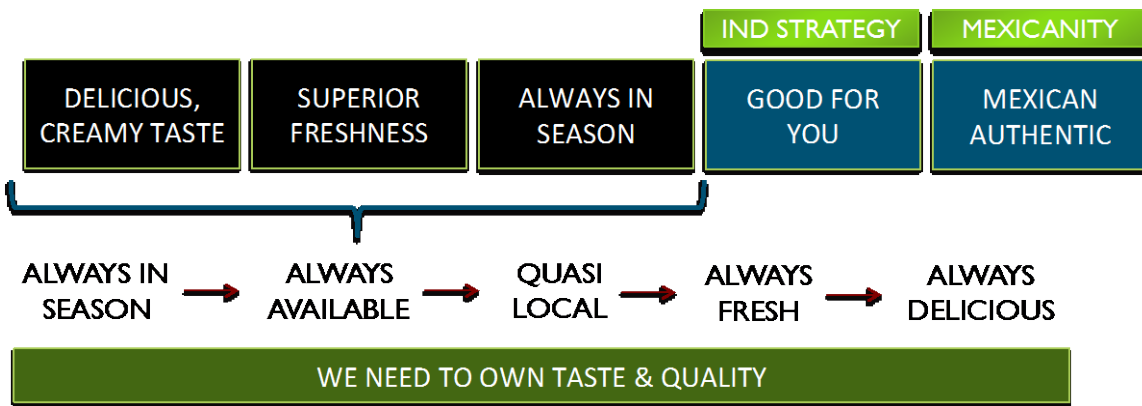 IND STRATEGY
MEXICANITY
DELICIOUS,
CREAMY TASTE
SUPERIOR
FRESHNESS
ALWAYS IN
SEASON
GOOD FOR
YOU
MEXICAN
AUTHENTIC
ALWAYS IN
SEASON
ALWAYS
AVAILABLE
QUASI
LOCAL
ALWAYS
FRESH
ALWAYS
DELICIOUS
WE NEED TO OWN TASTE & QUALITY